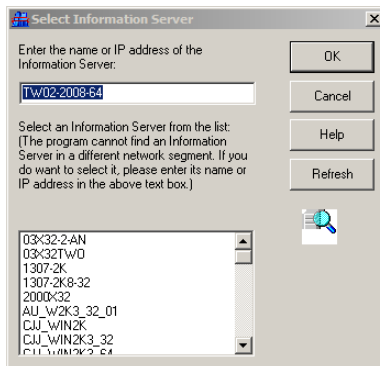 Select Information Server
Enter the name or IP address of the
Information Server:
TW02-2008-64
OK
Cancel
Help
Refresh
Select an Information Server from the list:
(The program cannot find an Information
Server in a different network segment. If you
do want to select it, please enter its name or
IP address in the above text box.)
03X32-2-AN
03X32TWO
1307-2K
1307-2K8-32
2000X32
AU_W2K3_32_01
CJJ_WIN2K
CJJ_WIN2K3_32
CJJ_WIN2K3_64